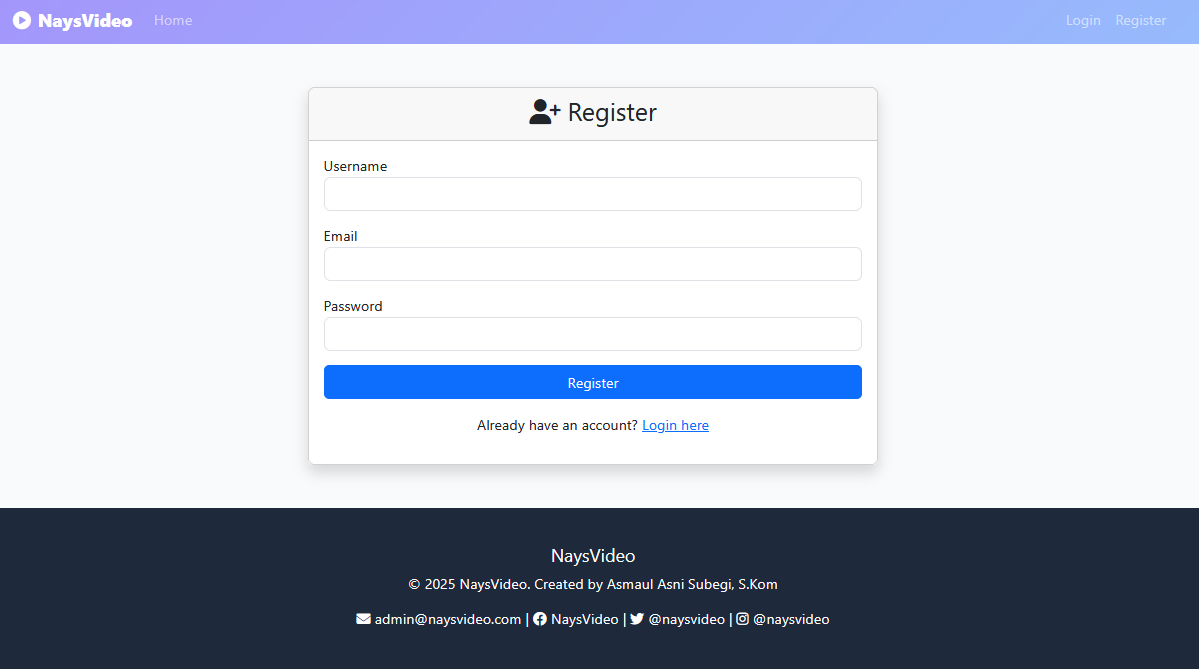 NaysVideo Home Login Register
Register
Username
Email
Password
Register
Already have an account? Login here
NaysVideo
© 2025 NaysVideo. Created by Asmaul Asni Subegi, S.Kom
admin@naysvideo.com | NaysVideo | @naysvideo | @naysvideo